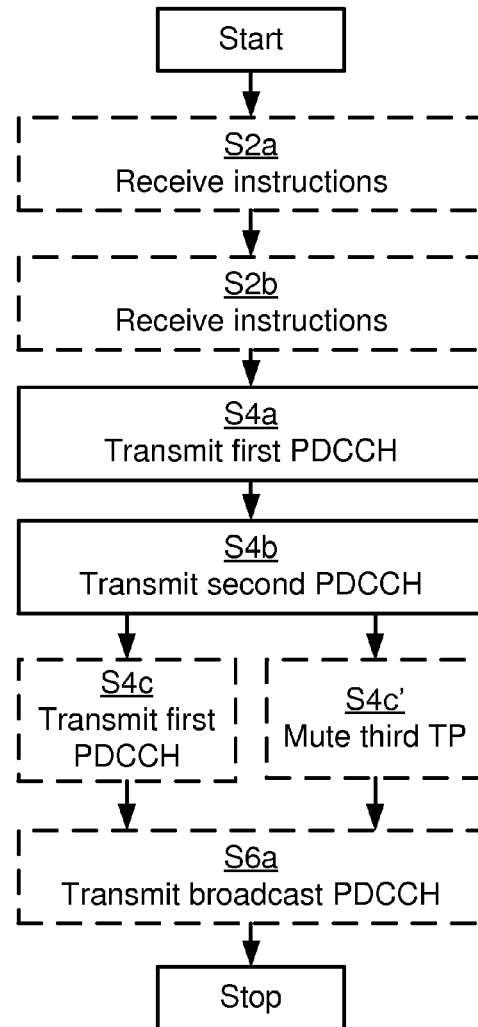 Start
S2a
Receive instructions
S2b
Receive instructions
S4a
Transmit first PDCCH
S4b
Transmit second PDCCH
S4c
Transmit first
PDCCH
S4c’
Mute third TP
S6a
Transmit broadcast PDCCH
Stop